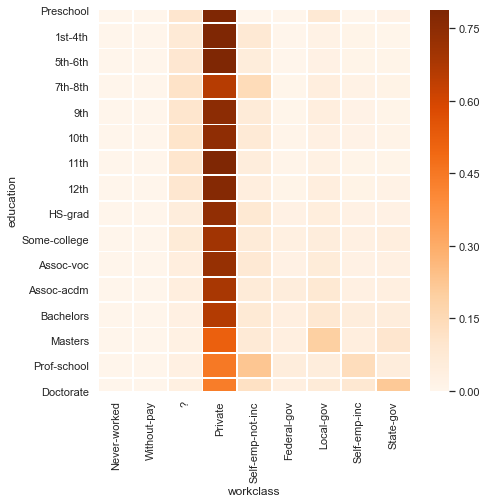 Preschool
1st-4th
5th-6th
7th-8th
9th
10th
11th
12th
HS-grad
Some-college
Assoc-voc
Assoc-acdm
Bachelors
Masters
Prof-school
Doctorate
education
Never-worked
Without-pay
?
Private
Self-emp-not-inc
Federal-gov
Local-gov
Self-emp-inc
State-gov
workclass
0.75
0.60
0.45
0.30
0.15
0.00